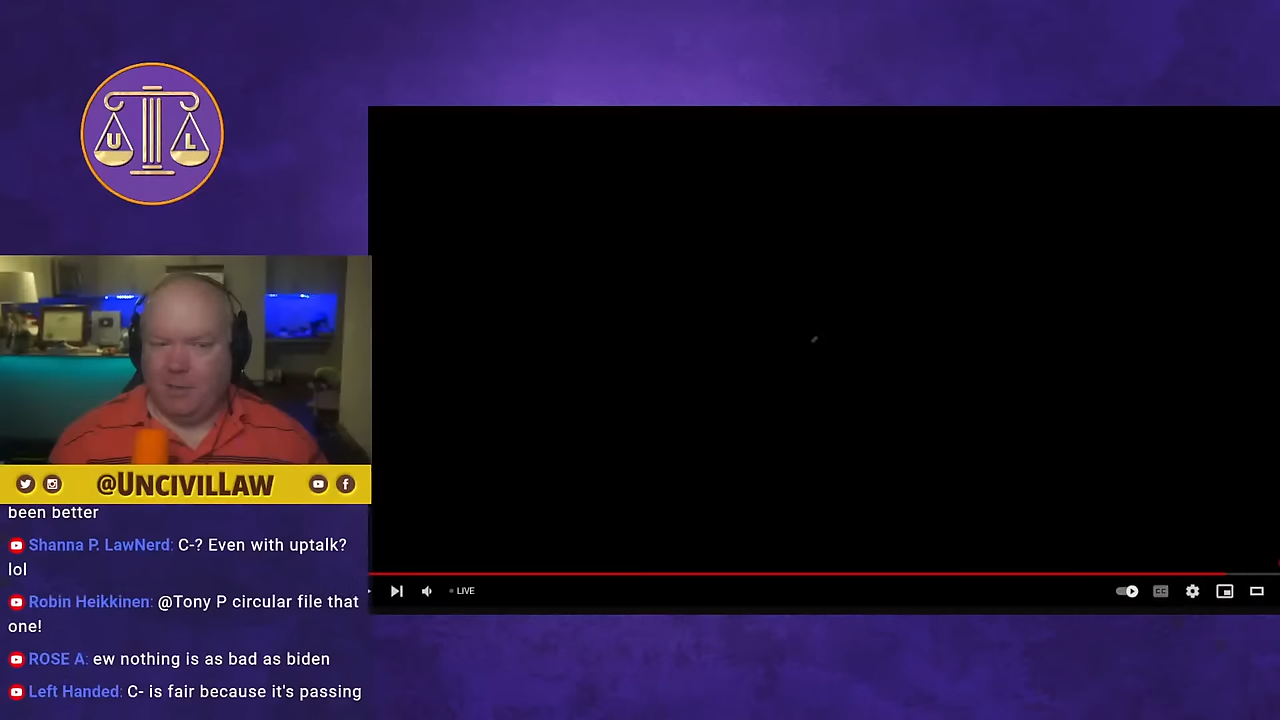 U L
LIVE
CC
@UNCIVILLAW
been better
Shanna P. LawNerd: C-? Even with uptalk?
lol
Robin Heikkinen: @Tony P circular file that
one!
ROSE A: ew nothing is as bad as biden
Left Handed: C- is fair because it's passing